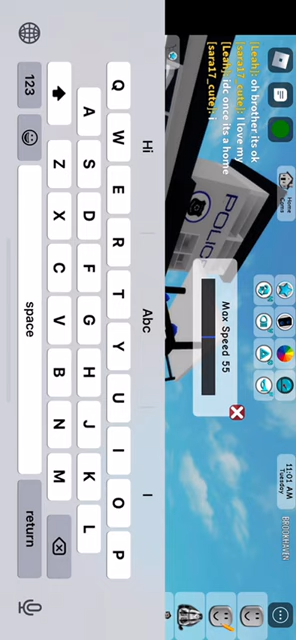 [Leah]: oh brother its ok
[sara17_cute]: I love my
[Leah]: idc once its a home
[sara17_cute]: i
Home
POLICE
Max Speed 55
11:01 AM
Tuesday
BROOKHAVEN
Hi
Abc
I
Q W E R T Y U I O P
A S D F G H J K L
Z X C V B N M
123
space
return